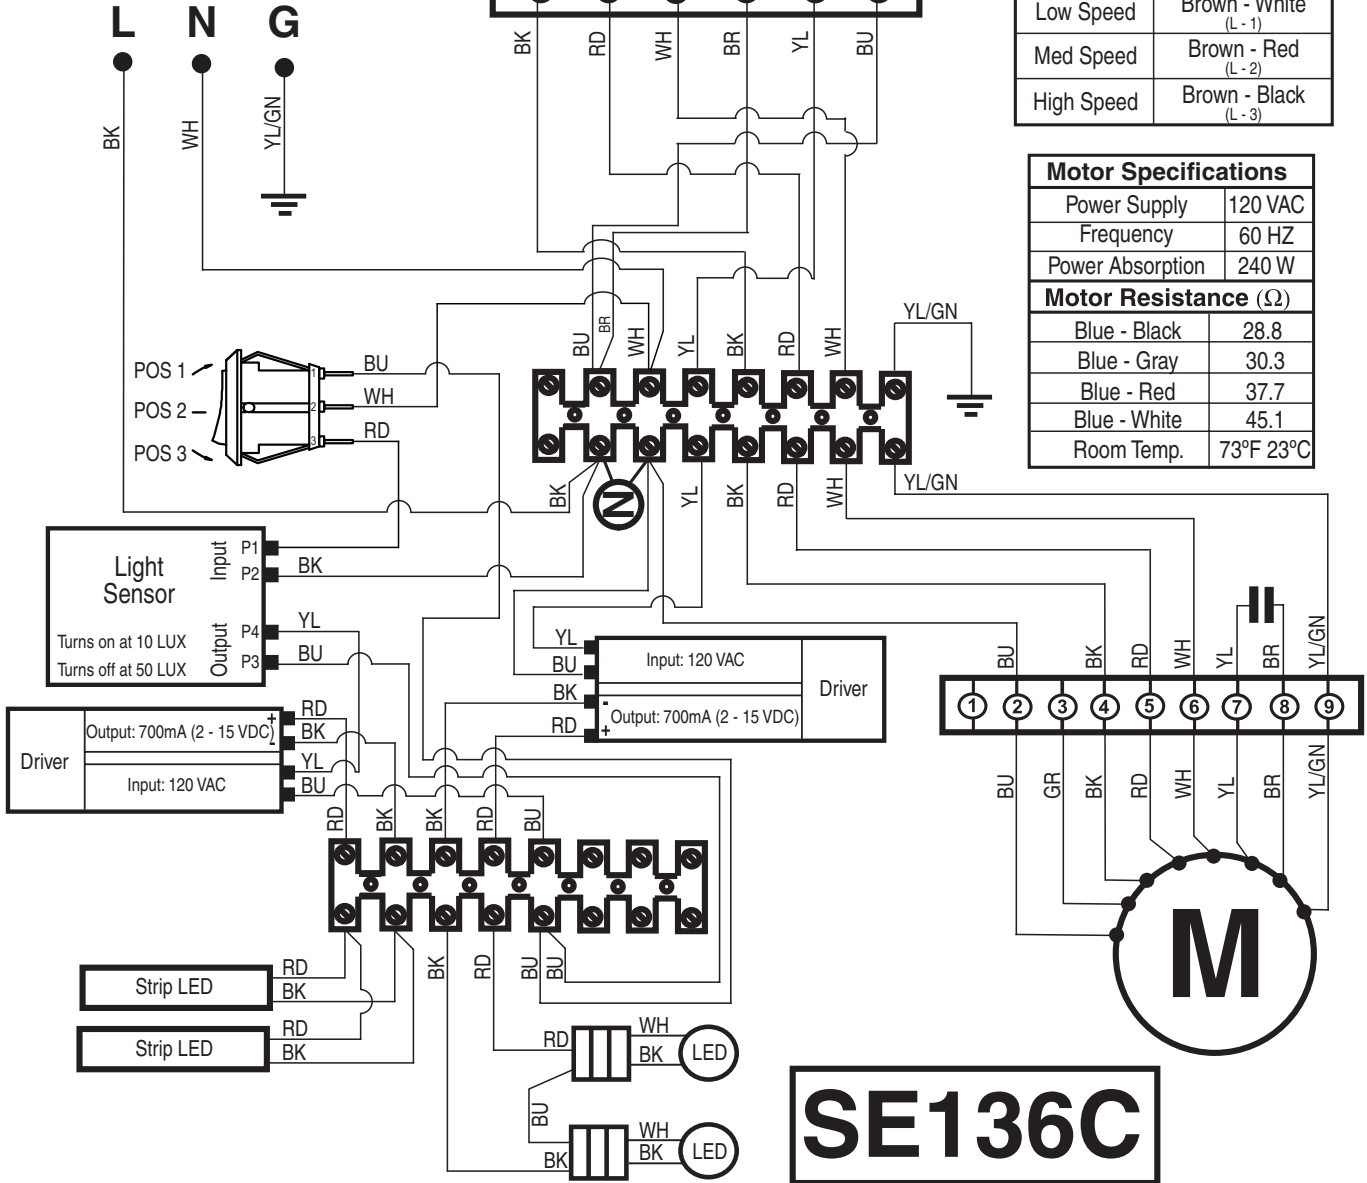 L N G
BK
RD
WH
BR
YL
BU
Low Speed Brown - White
(L - 1)
Med Speed Brown - Red
(L - 2)
High Speed Brown - Black
(L - 3)
BK
WH
YL/GN
Motor Specifications
Power Supply 120 VAC
Frequency 60 HZ
Power Absorption 240 W
Motor Resistance (Ω)
Blue - Black 28.8
Blue - Gray 30.3
Blue - Red 37.7
Blue - White 45.1
Room Temp. 73ºF 23ºC
BU
BR
WH
YL
BK
RD
WH
YL/GN
POS 1
POS 2
POS 3
1
2
3
BU
WH
RD
BK
N
YL
BK
RD
WH
YL/GN
Light
Sensor
Turns on at 10 LUX
Turns off at 50 LUX
Input
Output
P1
P2
P4
P3
BK
YL
BU
YL
BU
BK
RD
Input: 120 VAC
- Output: 700mA (2 - 15 VDC)
+
Driver
Driver
Output: 700mA (2 - 15 VDC)
+
-
Input: 120 VAC
RD
BK
YL
BU
BU
BK
RD
WH
YL
BR
YL/GN
1 2 3 4 5 6 7 8 9
BU
GR
BK
RD
WH
YL
BR
YL/GN
M
RD
BK
BK
RD
BU
BK
RD
BU
BU
Strip LED
RD
BK
Strip LED
RD
BK
RD
WH
BK
LED
BU
BK
WH
BK
LED
SE136C